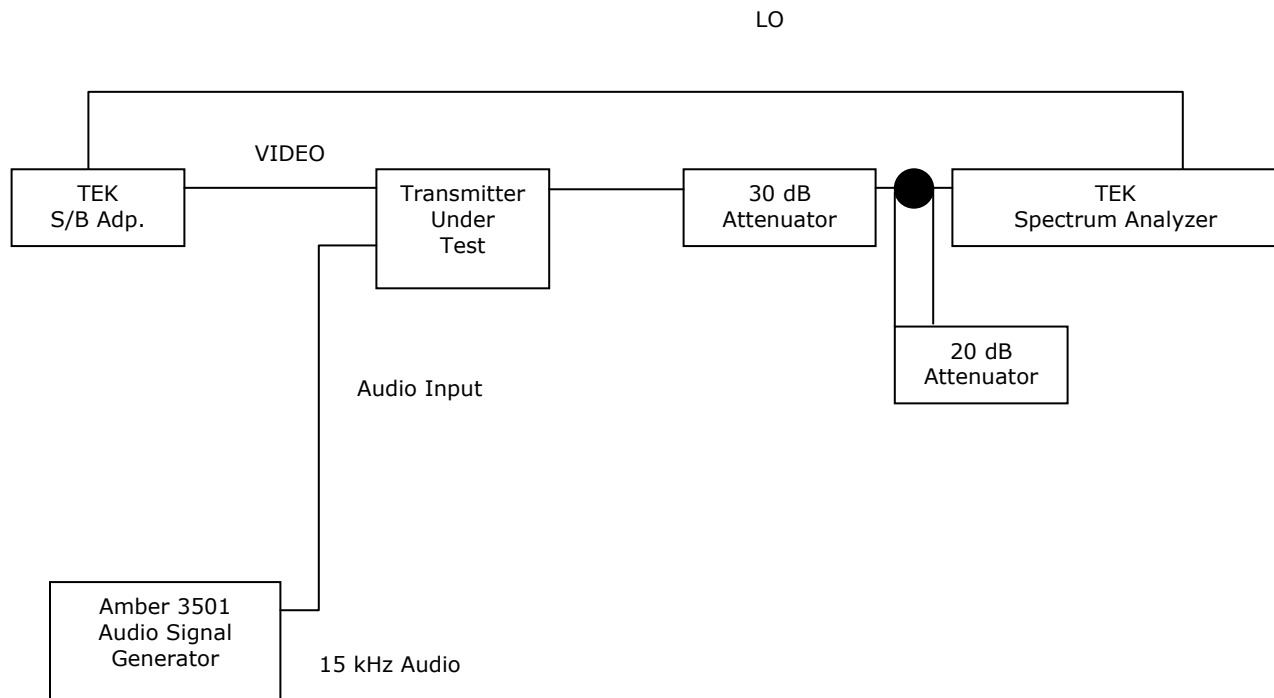 LO
VIDEO
TEK
S/B Adp.
Transmitter
Under
Test
30 dB
Attenuator
TEK
Spectrum Analyzer
20 dB
Attenuator
Audio Input
Amber 3501
Audio Signal
Generator
15 kHz Audio